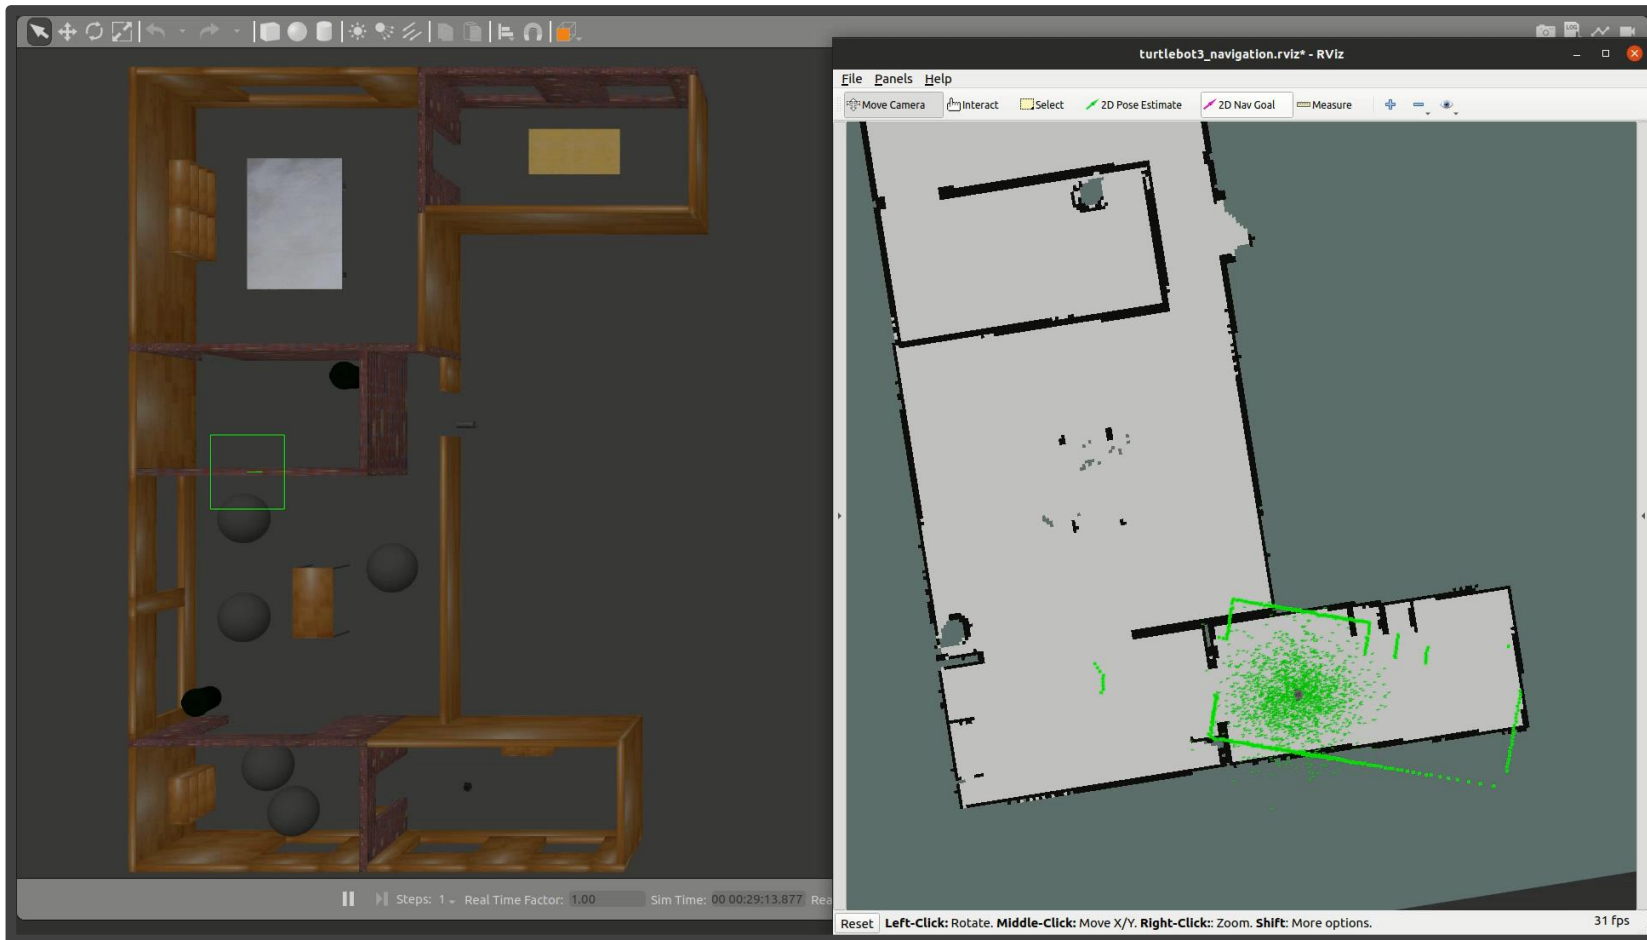 LOG
turtlebot3_navigation.rviz* - RViz
File Panels Help
Move Camera Interact Select 2D Pose Estimate 2D Nav Goal Measure
Steps: 1 Real Time Factor: 1.00 Sim Time: 00 00:29:13.877 Rea
Reset Left-Click: Rotate. Middle-Click: Move X/Y. Right-Click:: Zoom. Shift: More options. 31 fps